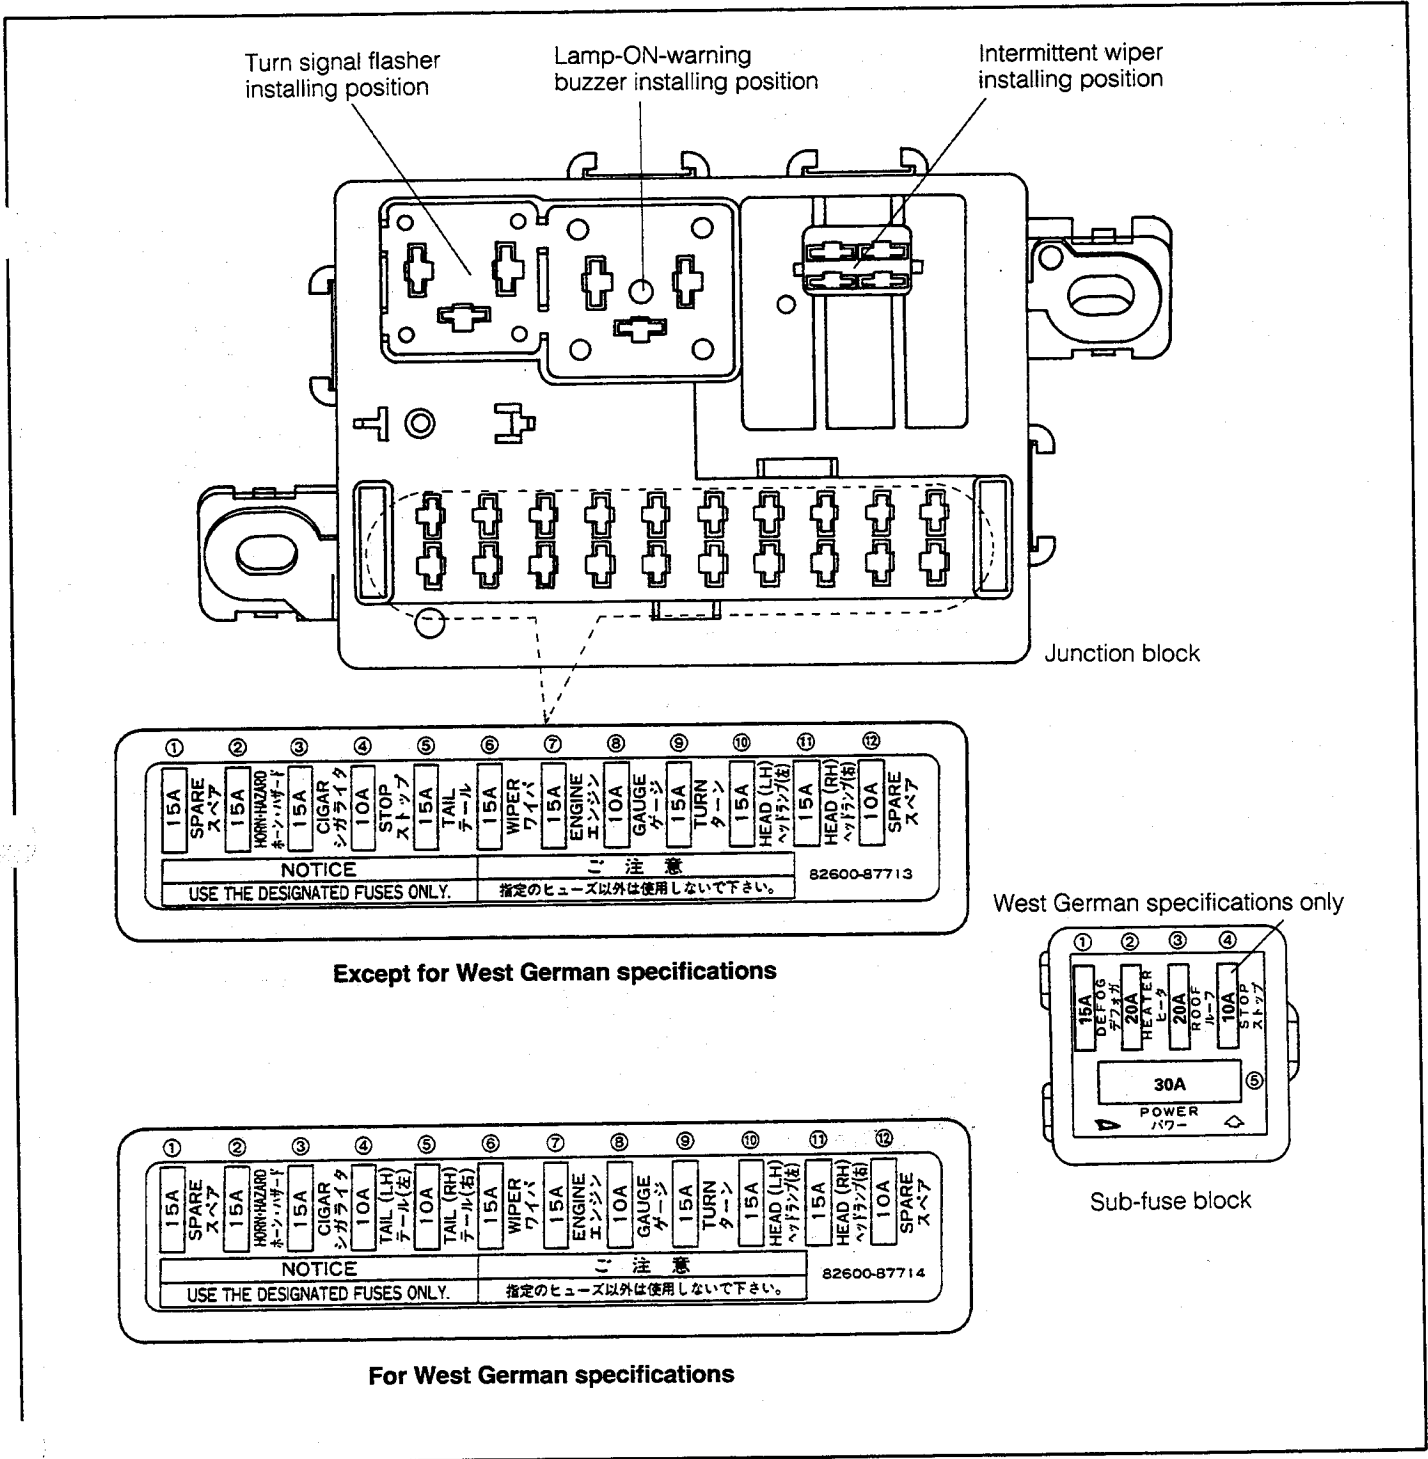 Turn signal flasher
installing position
Lamp-ON-warning
buzzer installing position
Intermittent wiper
installing position
Junction block
① ② ③ ④ ⑤ ⑥ ⑦ ⑧ ⑨ ⑩ ⑪ ⑫
15A
SPARE
スペア
15A
HORN・HAZARD
ホーン・ハザード
15A
CIGAR
シガライタ
10A
STOP
ストップ
15A
TAIL
テール
15A
WIPER
ワイパ
15A
ENGINE
エンジン
10A
GAUGE
ゲージ
15A
TURN
ターン
15A
HEAD (LH)
ヘッドランプ(左)
15A
HEAD (RH)
ヘッドランプ(右)
10A
SPARE
スペア
NOTICE
USE THE DESIGNATED FUSES ONLY.
ご 注 意
指定のヒューズ以外は使用しないで下さい。
82600-87713
Except for West German specifications
West German specifications only
① ② ③ ④
15A
DEFOG
デフォガ
20A
HEATER
ヒータ
20A
ROOF
ルーフ
10A
STOP
ストップ
30A
⑤
POWER
パワー
Sub-fuse block
① ② ③ ④ ⑤ ⑥ ⑦ ⑧ ⑨ ⑩ ⑪ ⑫
15A
SPARE
スペア
15A
HORN・HAZARD
ホーン・ハザード
15A
CIGAR
シガライタ
10A
TAIL (LH)
テール(左)
10A
TAIL (RH)
テール(右)
15A
WIPER
ワイパ
15A
ENGINE
エンジン
10A
GAUGE
ゲージ
15A
TURN
ターン
15A
HEAD (LH)
ヘッドランプ(左)
15A
HEAD (RH)
ヘッドランプ(右)
10A
SPARE
スペア
NOTICE
USE THE DESIGNATED FUSES ONLY.
ご 注 意
指定のヒューズ以外は使用しないで下さい。
82600-87714
For West German specifications